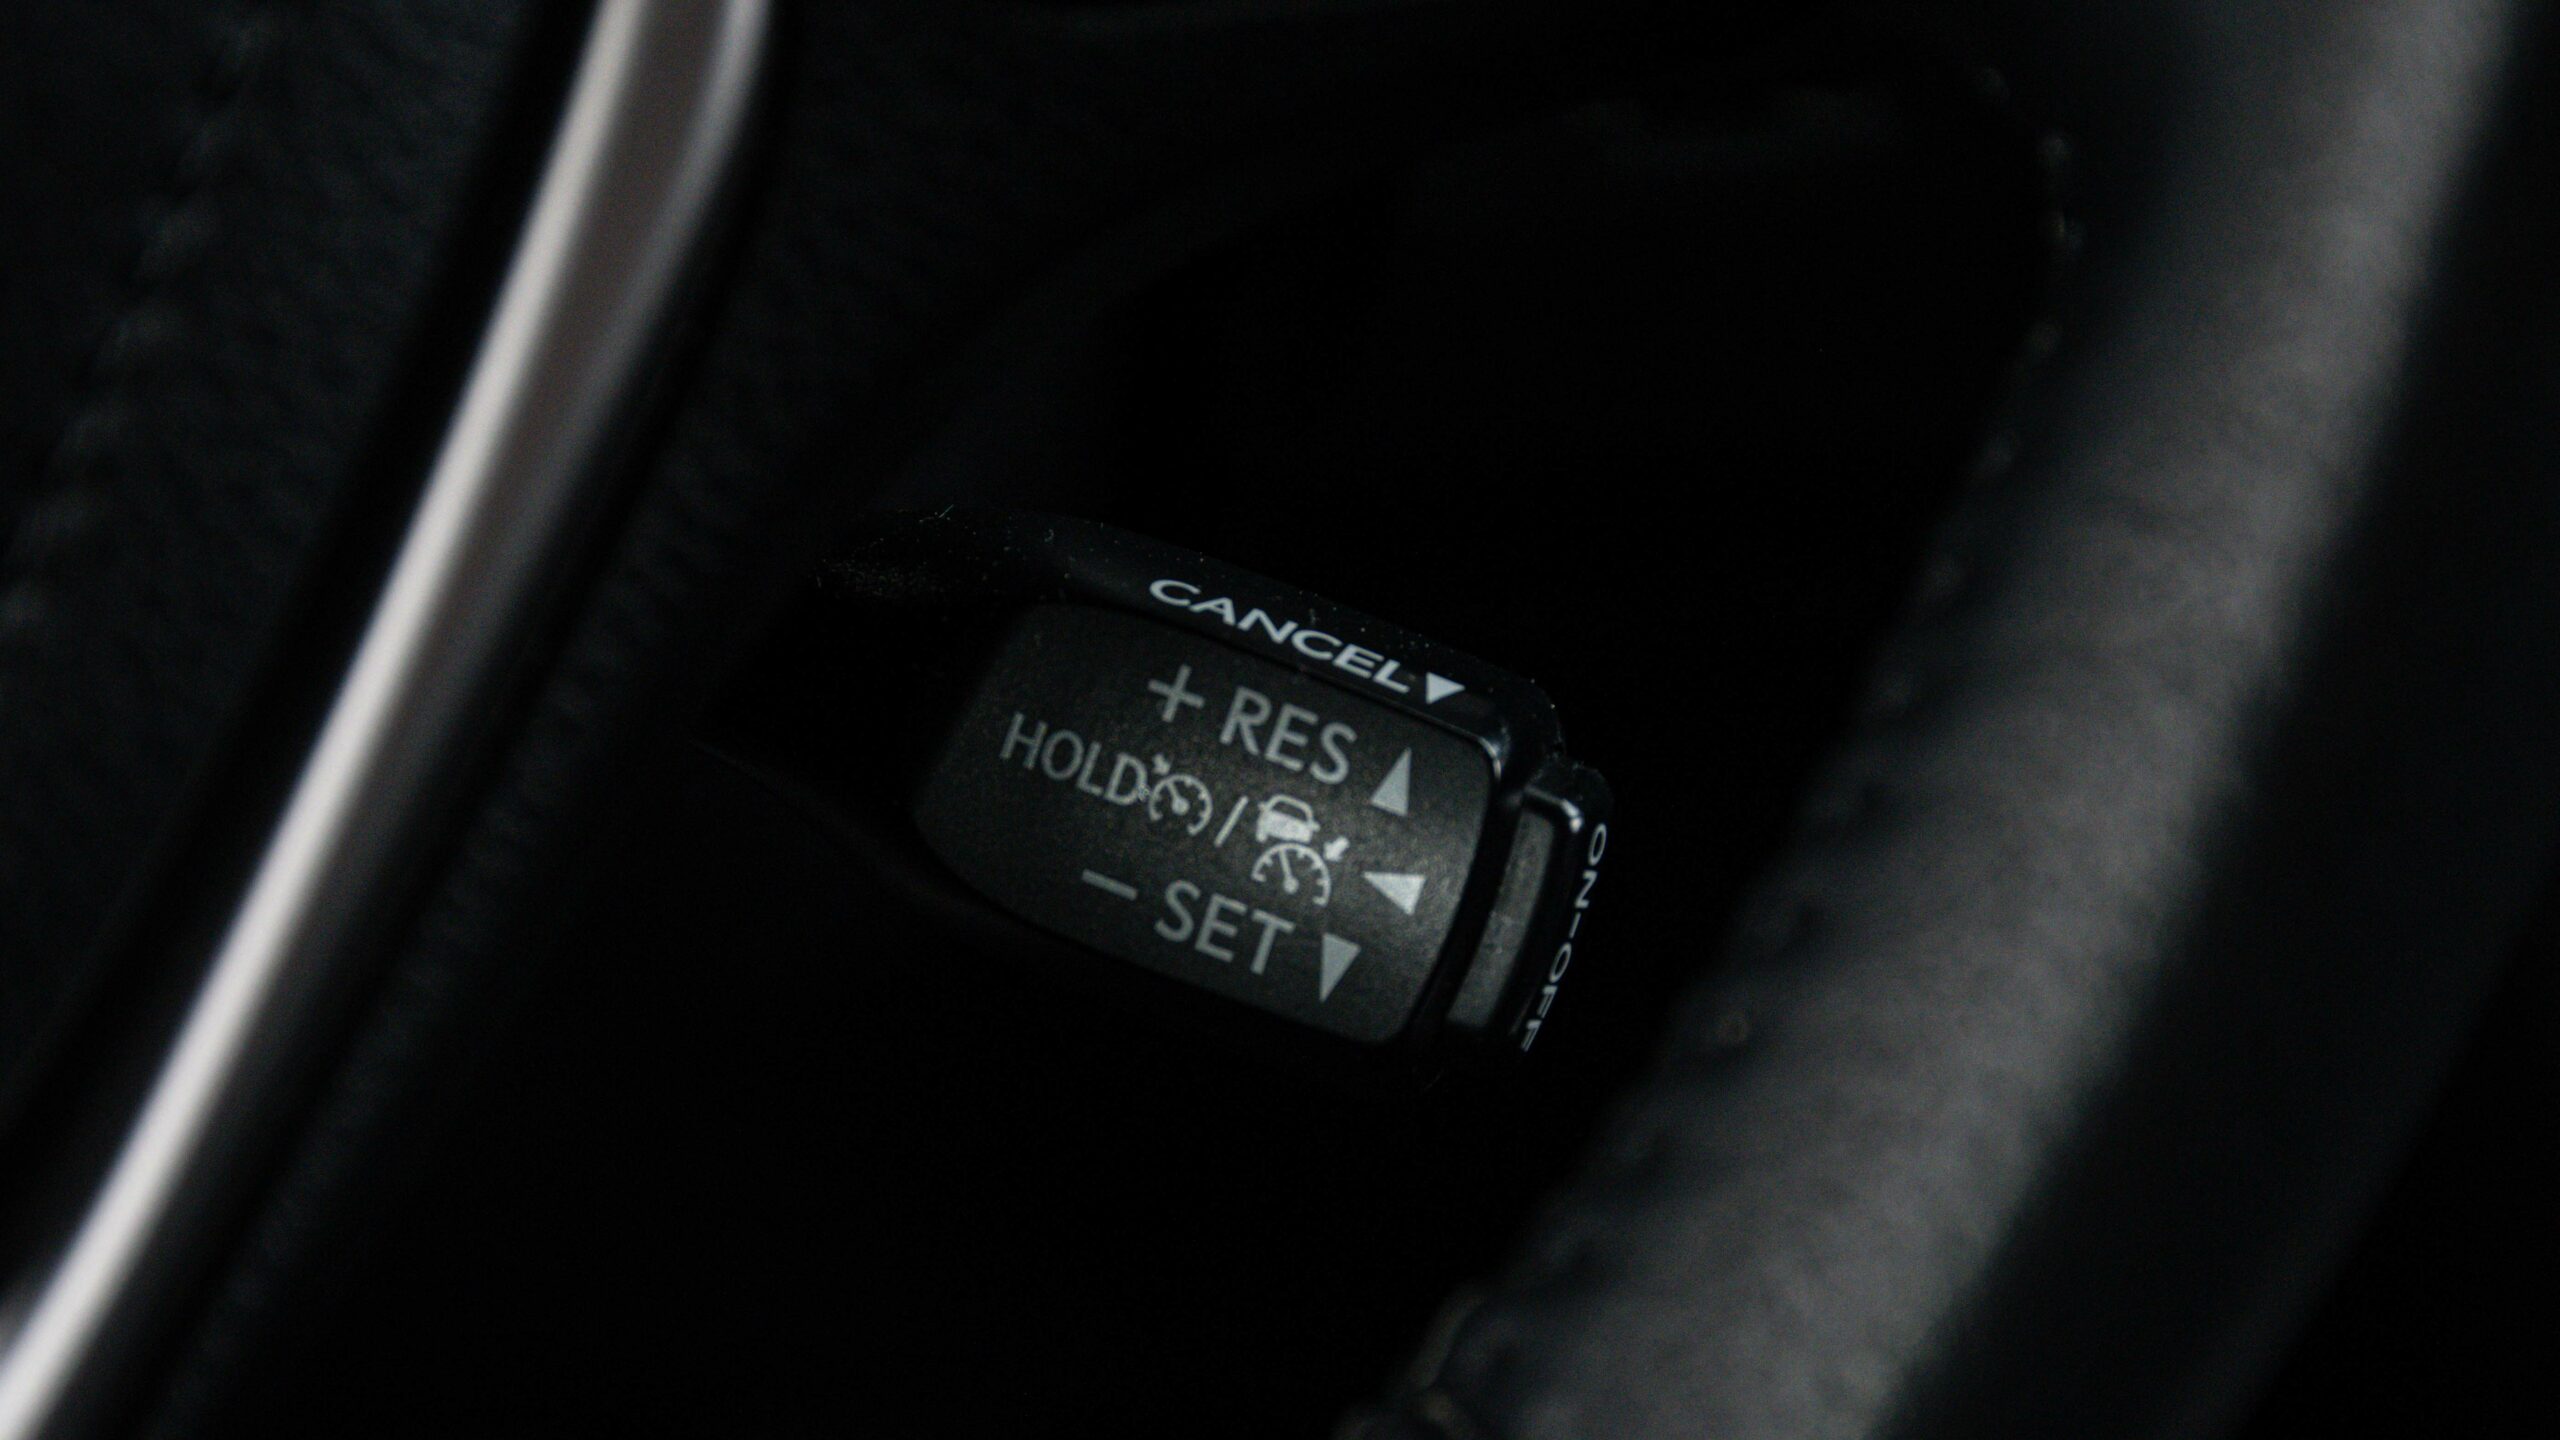 CANCEL
+ RES
HOLD /
− SET
ON-OFF